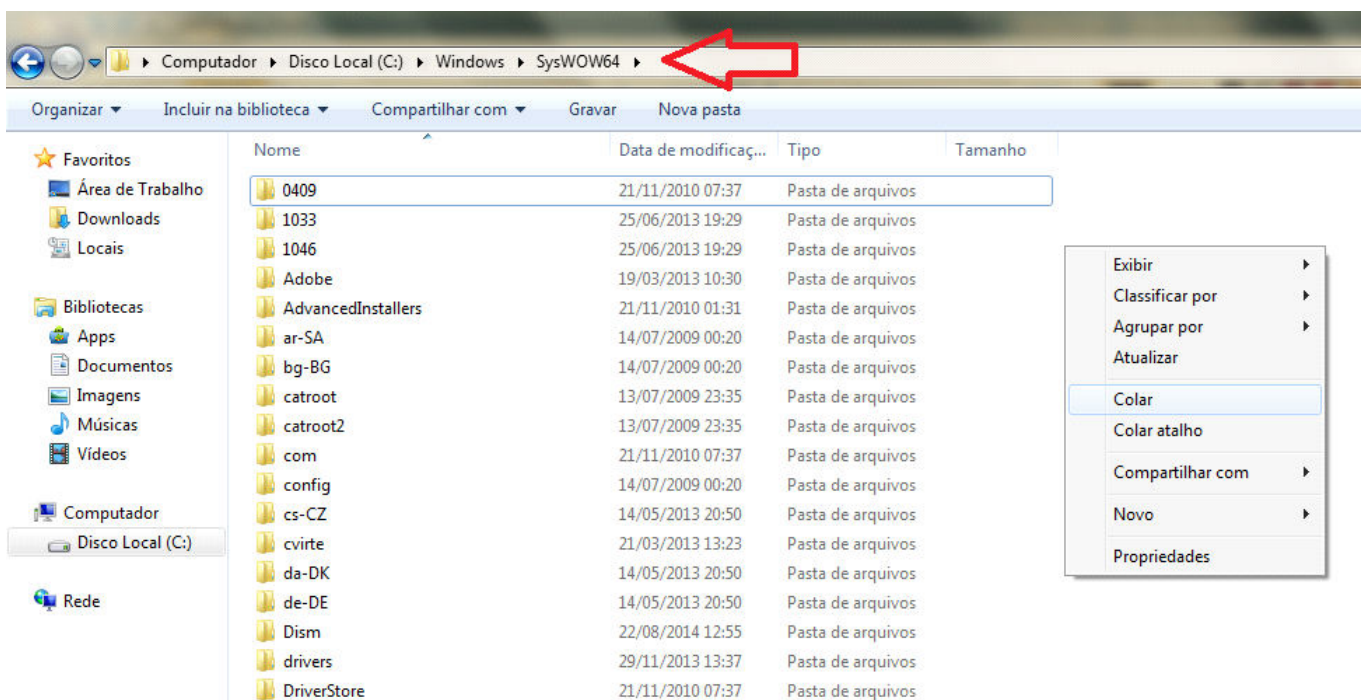 Computador Disco Local (C:) Windows SysWOW64
Organizar Incluir na biblioteca Compartilhar com Gravar Nova pasta
Favoritos
Área de Trabalho
Downloads
Locais
Bibliotecas
Apps
Documentos
Imagens
Músicas
Vídeos
Computador
Disco Local (C:)
Rede
Nome Data de modificaç... Tipo Tamanho
0409 21/11/2010 07:37 Pasta de arquivos
1033 25/06/2013 19:29 Pasta de arquivos
1046 25/06/2013 19:29 Pasta de arquivos
Adobe 19/03/2013 10:30 Pasta de arquivos
AdvancedInstallers 21/11/2010 01:31 Pasta de arquivos
ar-SA 14/07/2009 00:20 Pasta de arquivos
bg-BG 14/07/2009 00:20 Pasta de arquivos
catroot 13/07/2009 23:35 Pasta de arquivos
catroot2 13/07/2009 23:35 Pasta de arquivos
com 21/11/2010 07:37 Pasta de arquivos
config 14/07/2009 00:20 Pasta de arquivos
cs-CZ 14/05/2013 20:50 Pasta de arquivos
cvirte 21/03/2013 13:23 Pasta de arquivos
da-DK 14/05/2013 20:50 Pasta de arquivos
de-DE 14/05/2013 20:50 Pasta de arquivos
Dism 22/08/2014 12:55 Pasta de arquivos
drivers 29/11/2013 13:37 Pasta de arquivos
DriverStore 21/11/2010 07:37 Pasta de arquivos
Exibir
Classificar por
Agrupar por
Atualizar
Colar
Colar atalho
Compartilhar com
Novo
Propriedades